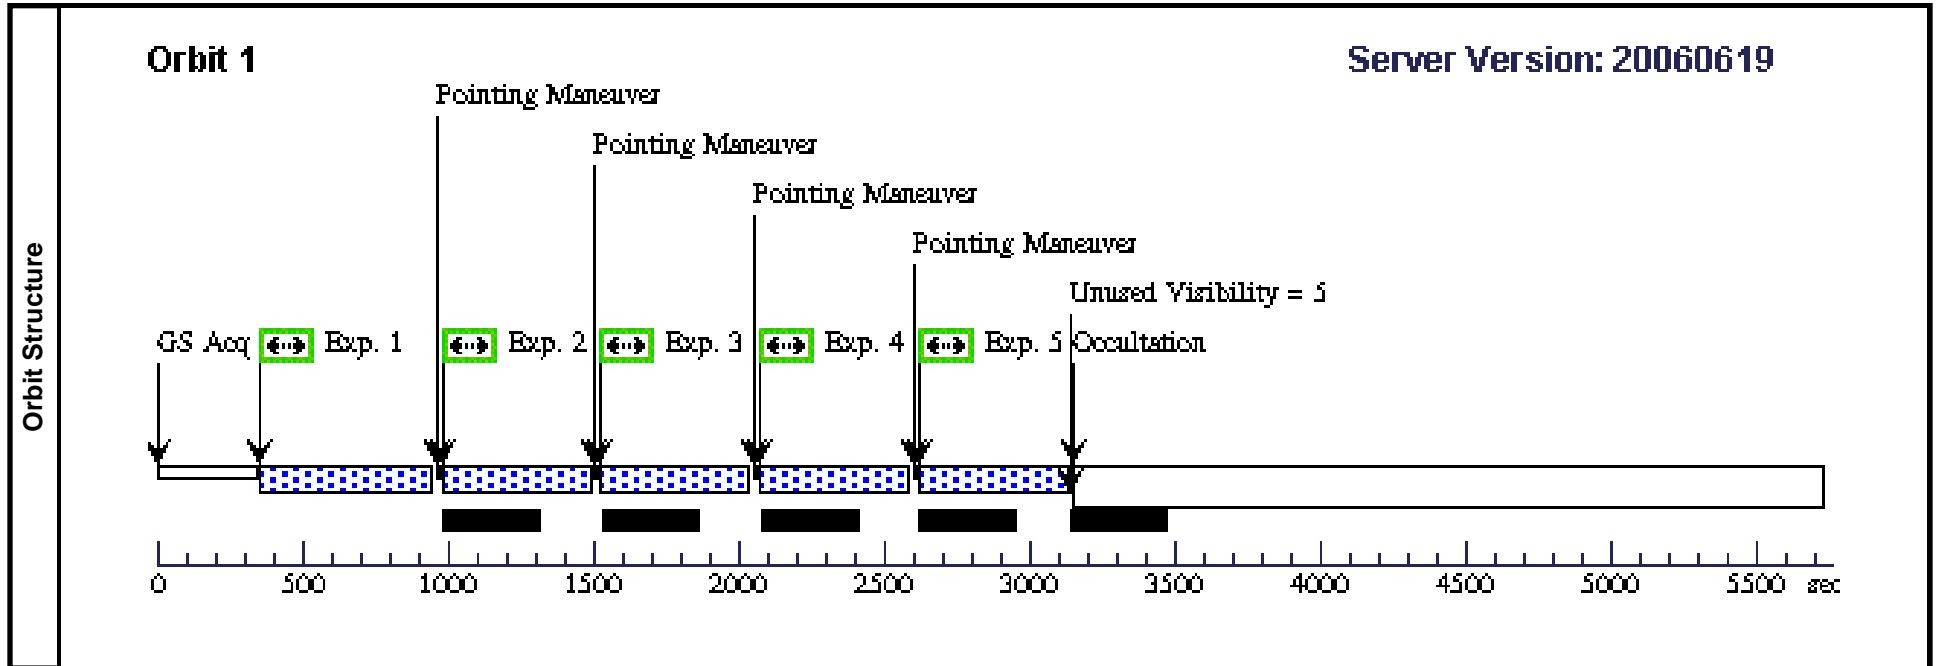 Orbit 1
Server Version: 20060619
Pointing Maneuver
Pointing Maneuver
Pointing Maneuver
Pointing Maneuver
Unused Visibility = 5
GS Acq Exp. 1 Exp. 2 Exp. 3 Exp. 4 Exp. 5 Occultation
Orbit Structure
0 500 1000 1500 2000 2500 3000 3500 4000 4500 5000 5500 sec